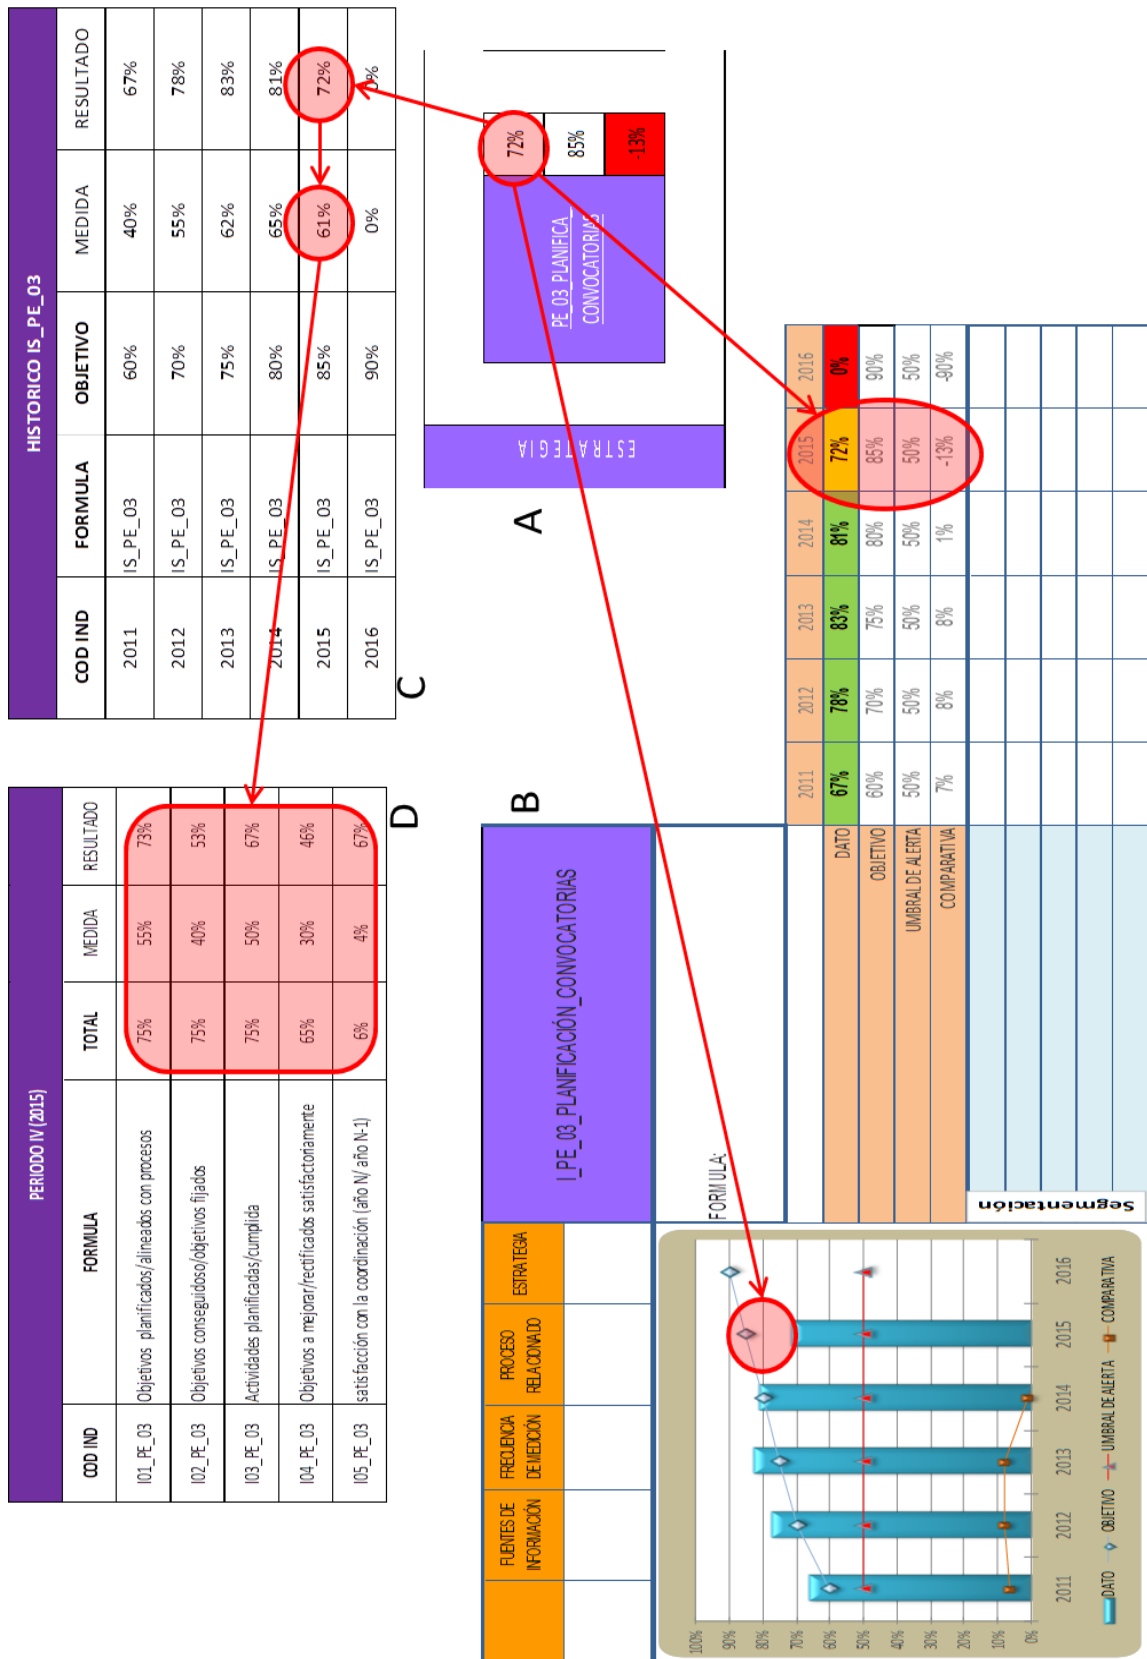 PERIODO IV (2015)
COD IND FORMULA TOTAL MEDIDA RESULTADO
I01_PE_03 Objetivos planificados/alineados con procesos 75% 55% 73%
I02_PE_03 Objetivos conseguidoso/objetivos fijados 75% 40% 53%
I03_PE_03 Actividades planificadas/cumplida 75% 50% 67%
I04_PE_03 Objetivos a mejorar/rectificados satisfactoriamente 65% 30% 46%
I05_PE_03 satisfacción con la coordinación (año N/ año N-1) 6% 4% 67%
D
HISTORICO IS_PE_03
COD IND FORMULA OBJETIVO MEDIDA RESULTADO
2011 IS_PE_03 60% 40% 67%
2012 IS_PE_03 70% 55% 78%
2013 IS_PE_03 75% 62% 83%
2014 IS_PE_03 80% 65% 81%
2015 IS_PE_03 85% 61% 72%
2016 IS_PE_03 90% 0% 0%
C
ESTRATEGIA
PE_03_PLANIFICA_
CONVOCATORIAS
72%
85%
-13%
A
B
FUENTES DE
INFORMACIÓN
FRECUENCIA
DE MEDICIÓN
PROCESO
RELACIONADO
ESTRATEGIA
I_PE_03_PLANIFICACIÓN_CONVOCATORIAS
FORMULA:
2011 2012 2013 2014 2015 2016
DATO 67% 78% 83% 81% 72% 0%
OBJETIVO 60% 70% 75% 80% 85% 90%
UMBRAL DE ALERTA 50% 50% 50% 50% 50% 50%
COMPARATIVA 7% 8% 8% 1% -13% -90%
Segmentación
100%
90%
80%
70%
60%
50%
40%
30%
20%
10%
0%
2011 2012 2013 2014 2015 2016
DATO OBJETIVO UMBRAL DE ALERTA COMPARATIVA